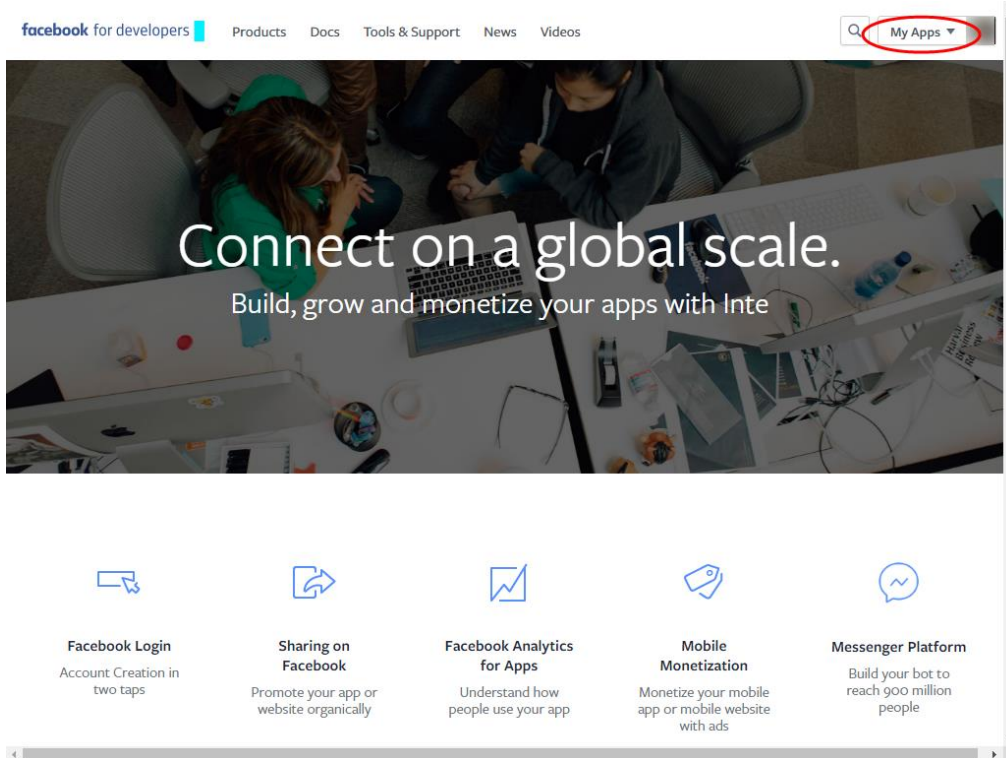 facebook for developers
Products
Docs
Tools & Support
News
Videos
My Apps
Connect on a global scale.
Build, grow and monetize your apps with Inte
facebook
Harvard
Business
Facebook Login
Account Creation in
two taps
Sharing on
Facebook
Promote your app or
website organically
Facebook Analytics
for Apps
Understand how
people use your app
Mobile
Monetization
Monetize your mobile
app or mobile website
with ads
Messenger Platform
Build your bot to
reach 900 million
people